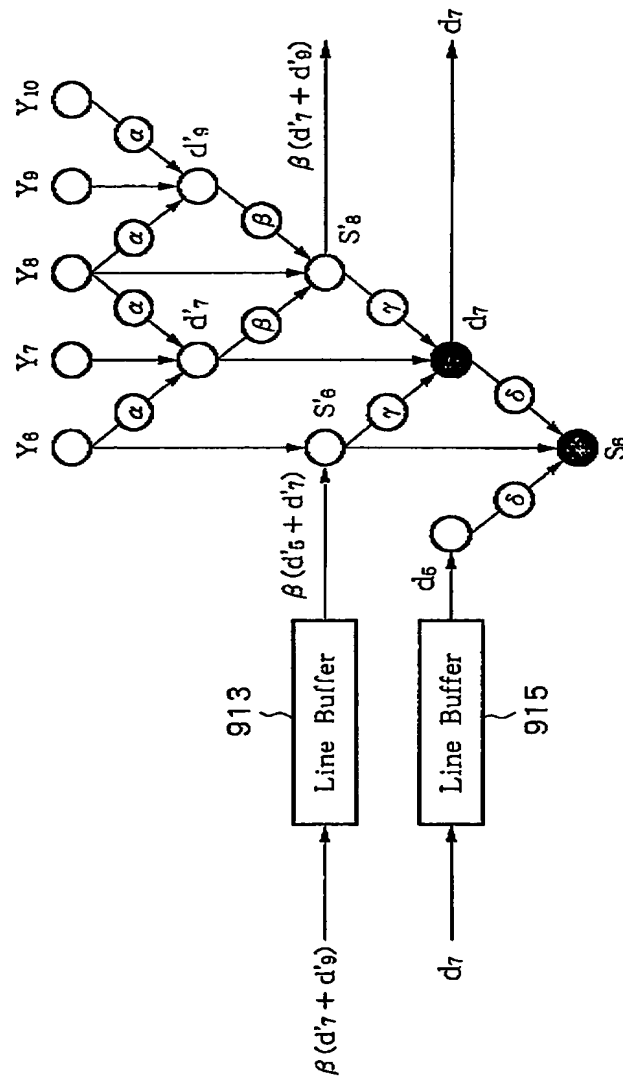 Y6 Y7 Y8 Y9 Y10
α α α α
d'7 d'9
β β
913
β(d'7 + d'9)
Line Buffer
β(d'5 + d'7)
S'6
S'8
β(d'7 + d'9)
γ γ
d7
Line Buffer
d5
d7
d7
915
δ δ
S6